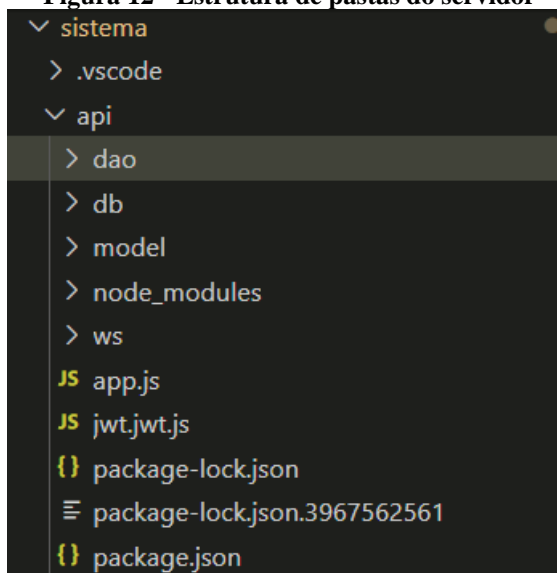 Figura 12 - Estrutura de pastas do servidor
sistema
.vscode
api
dao
db
model
node_modules
ws
JS app.js
JS jwt.jwt.js
{} package-lock.json
package-lock.json.3967562561
{} package.json